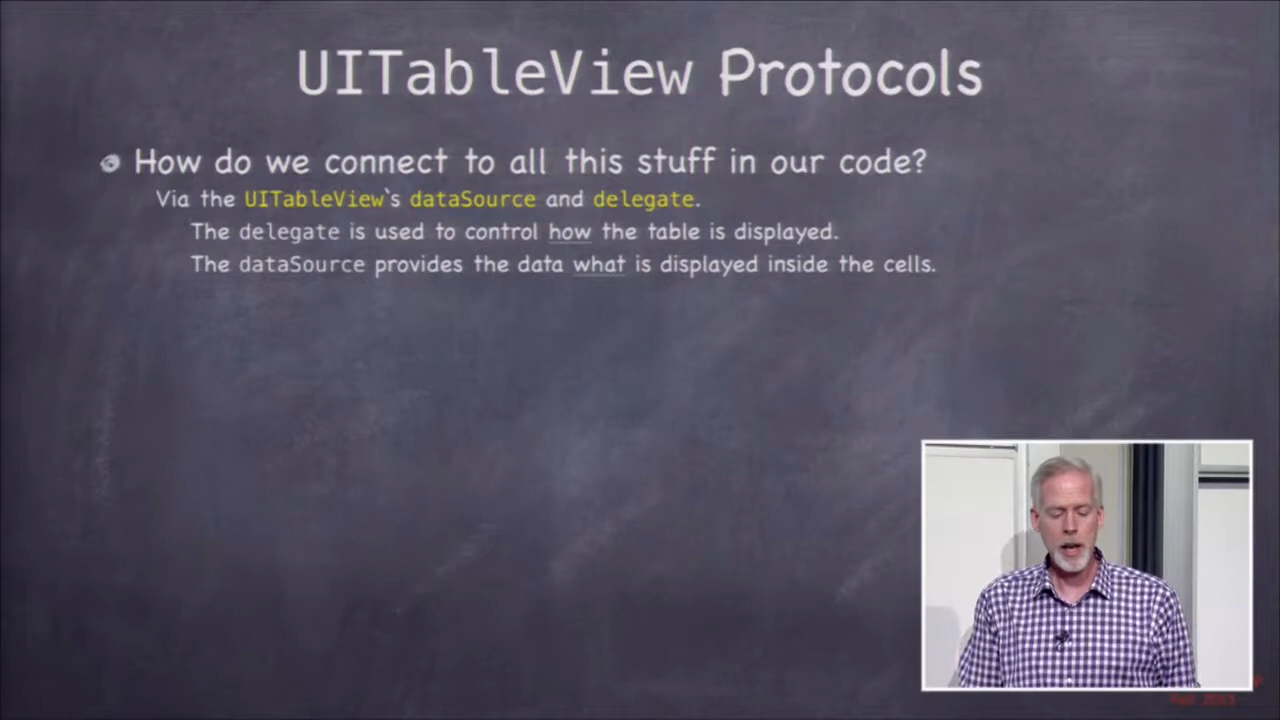 UITableView Protocols
How do we connect to all this stuff in our code?
Via the UITableView`s dataSource and delegate.
The delegate is used to control how the table is displayed.
The dataSource provides the data what is displayed inside the cells.